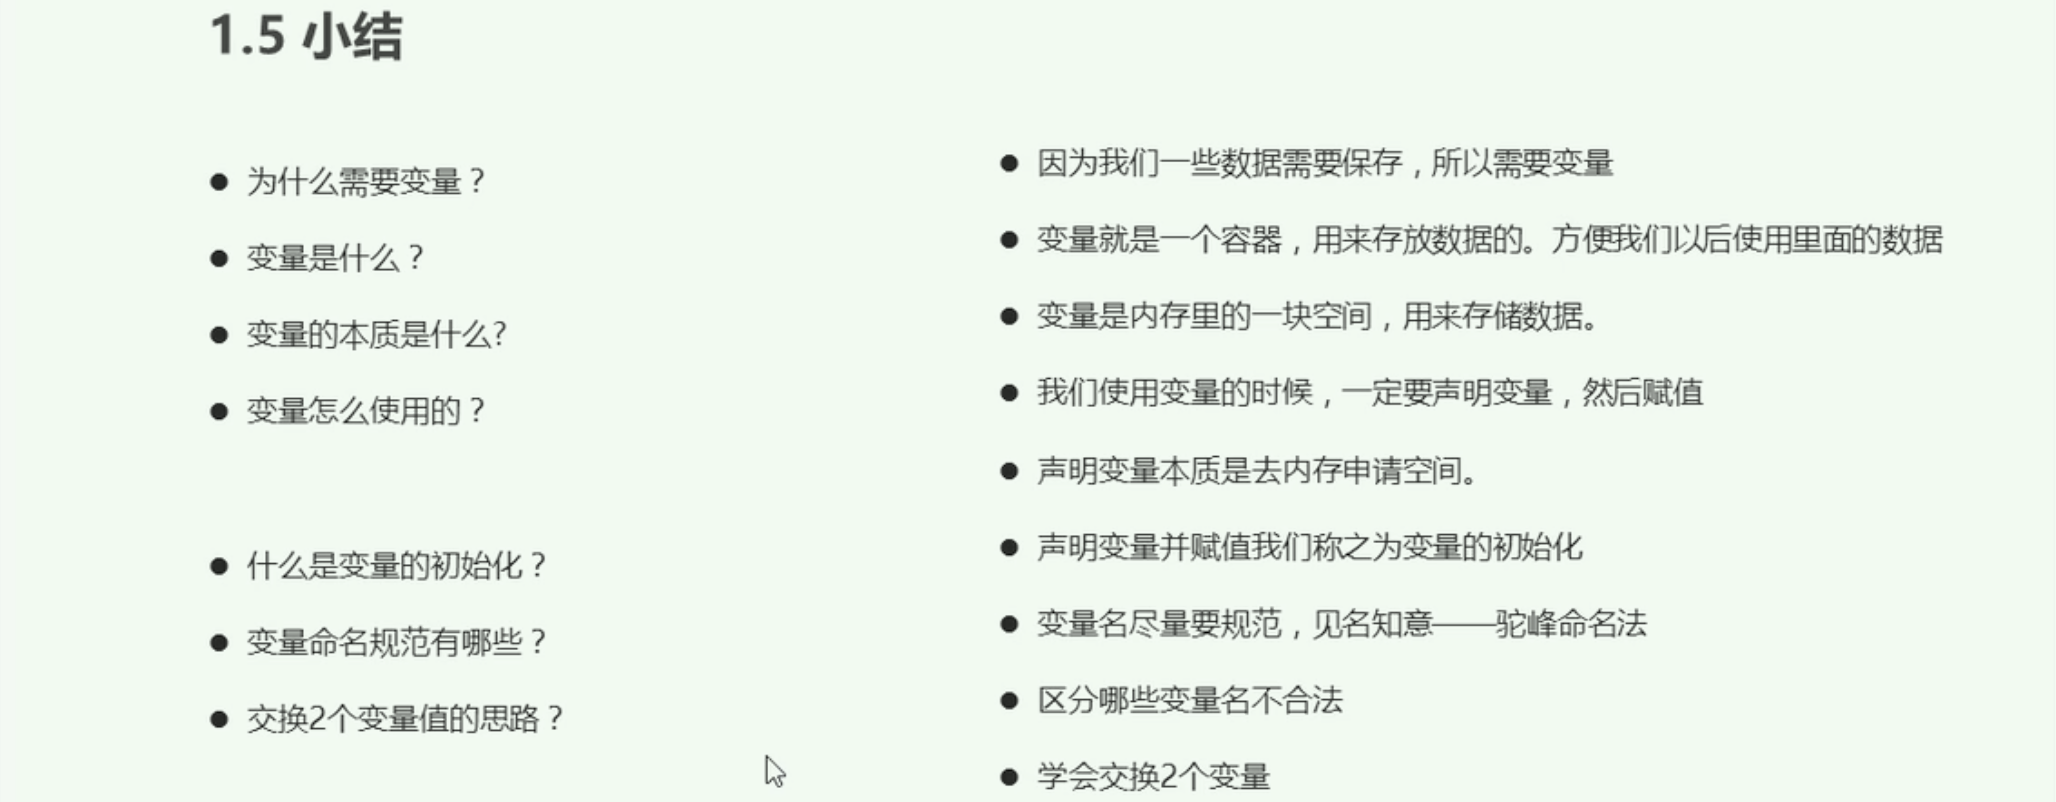 1.5 小结
● 为什么需要变量？
● 变量是什么？
● 变量的本质是什么?
● 变量怎么使用的？
● 什么是变量的初始化？
● 变量命名规范有哪些？
● 交换2个变量值的思路？
● 因为我们一些数据需要保存，所以需要变量
● 变量就是一个容器，用来存放数据的。方便我们以后使用里面的数据
● 变量是内存里的一块空间，用来存储数据。
● 我们使用变量的时候，一定要声明变量，然后赋值
● 声明变量本质是去内存申请空间。
● 声明变量并赋值我们称之为变量的初始化
● 变量名尽量要规范，见名知意——驼峰命名法
● 区分哪些变量名不合法
● 学会交换2个变量